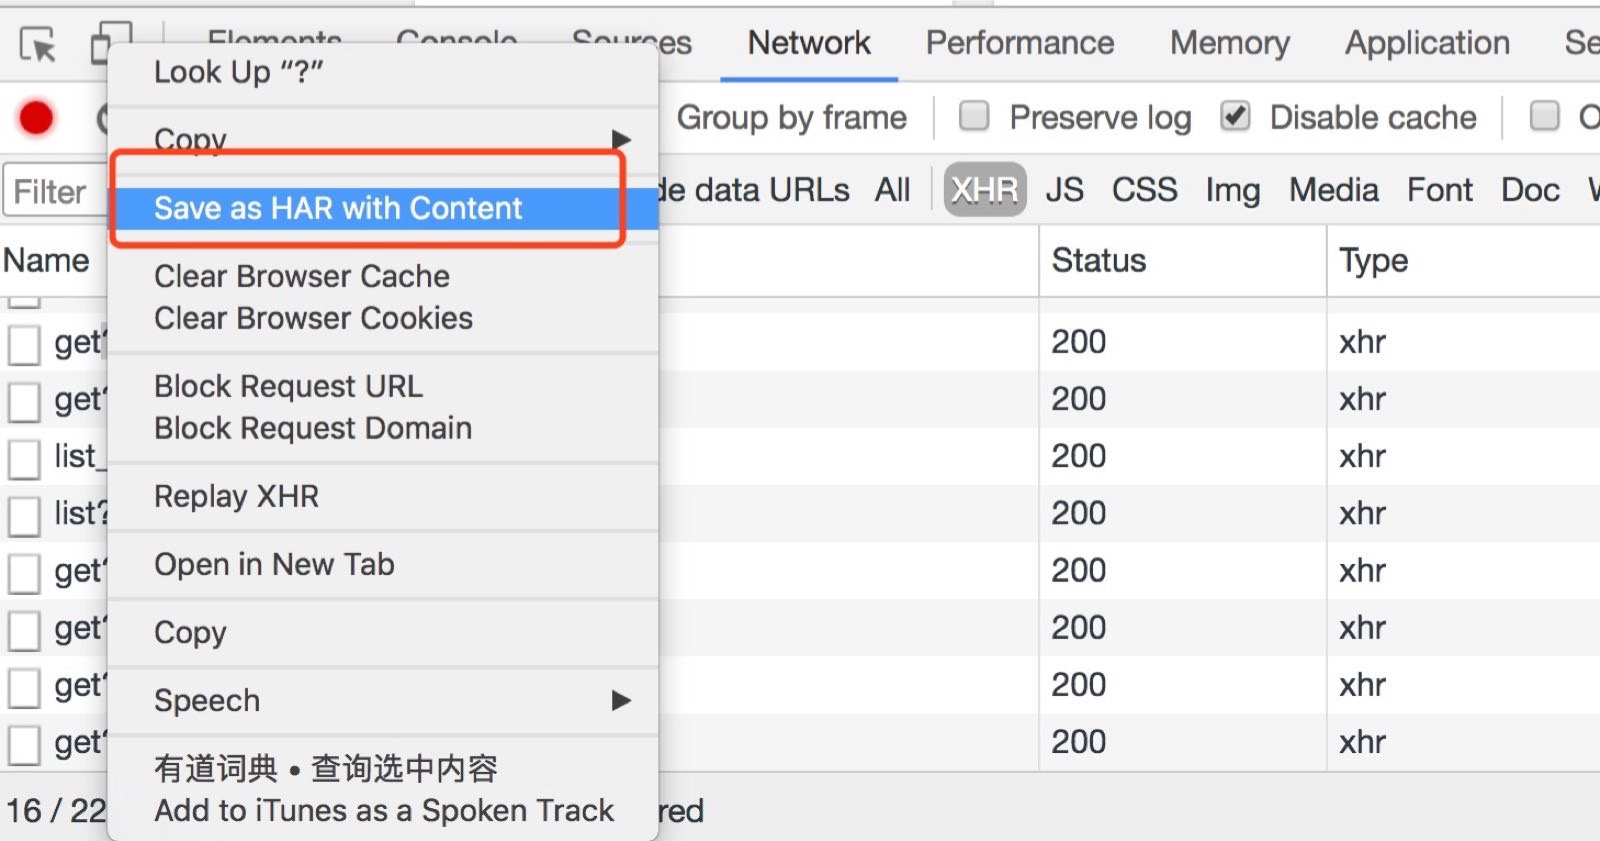 Elements Console Sources Network Performance Memory Application Se
Look Up “?”
Group by frame Preserve log Disable cache O
Copy
Filter de data URLs All XHR JS CSS Img Media Font Doc W
Save as HAR with Content
Name Status Type
Clear Browser Cache
Clear Browser Cookies
get? 200 xhr
Block Request URL
get? 200 xhr
Block Request Domain
list_ 200 xhr
Replay XHR
list? 200 xhr
Open in New Tab
get? 200 xhr
Copy
get? 200 xhr
Speech
get? 200 xhr
get? 200 xhr
有道词典 • 查询选中内容
16 / 22 red
Add to iTunes as a Spoken Track